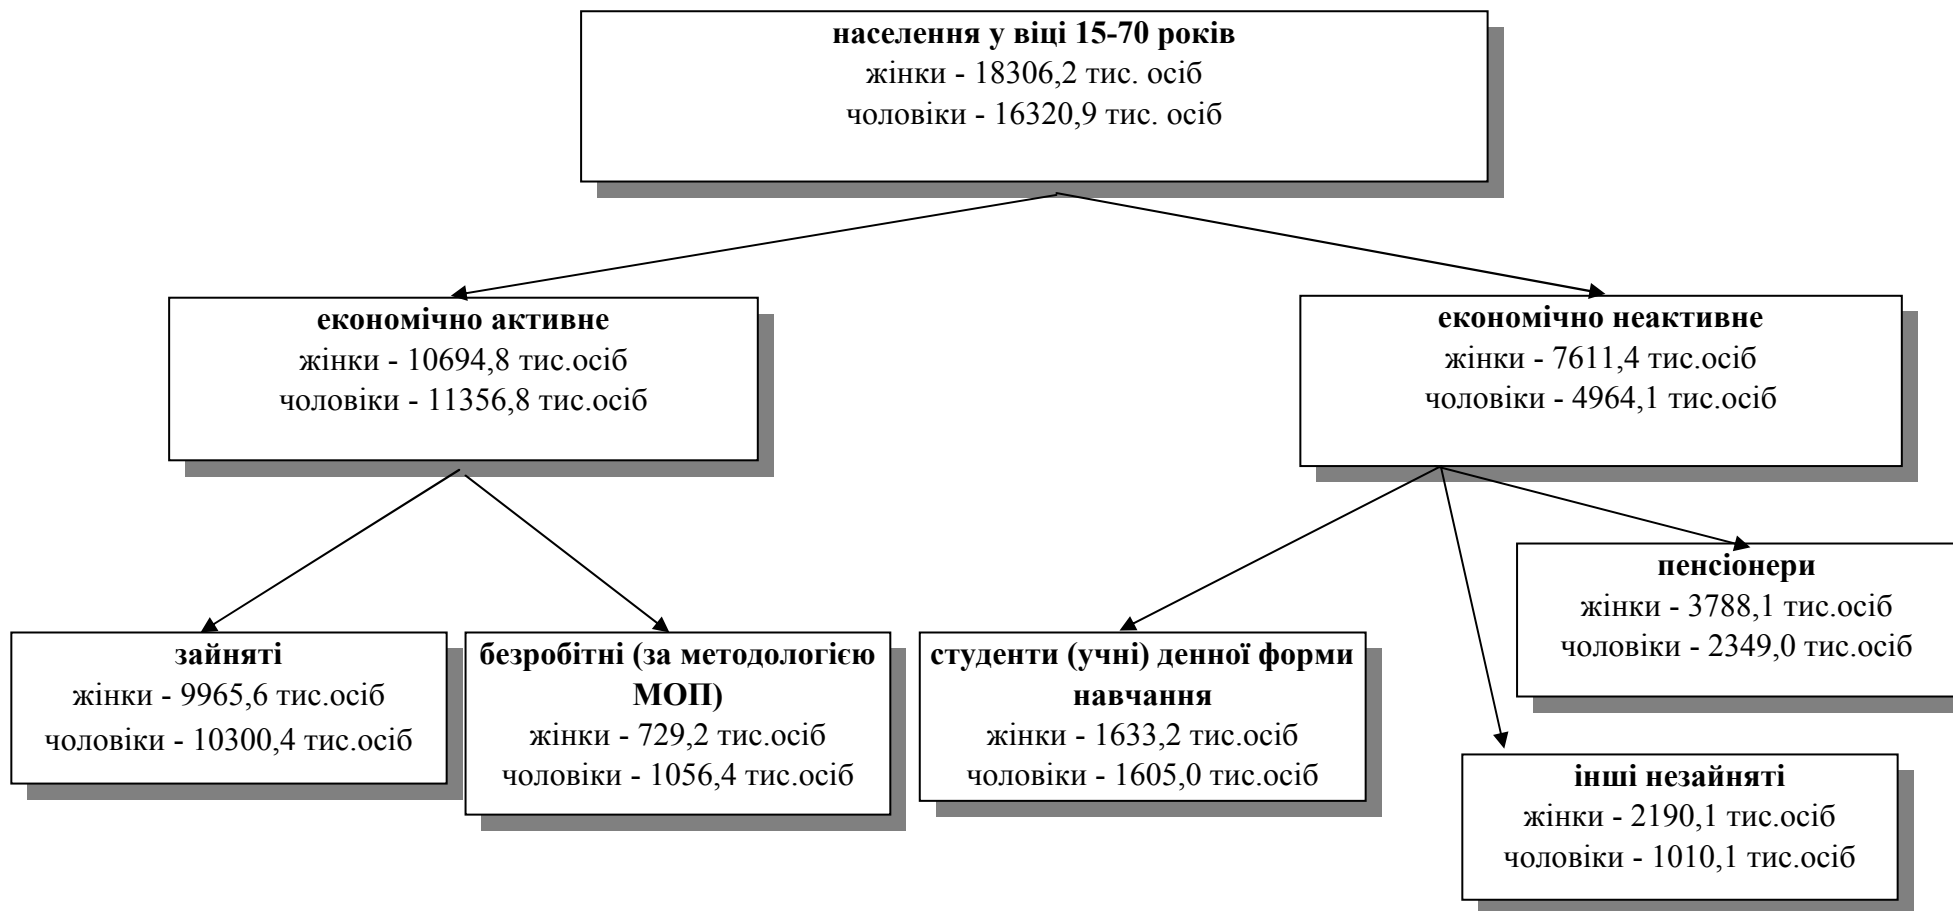 населення у віці 15-70 років
жінки - 18306,2 тис. осіб
чоловіки - 16320,9 тис. осіб
економічно активне
жінки - 10694,8 тис.осіб
чоловіки - 11356,8 тис.осіб
економічно неактивне
жінки - 7611,4 тис.осіб
чоловіки - 4964,1 тис.осіб
зайняті
жінки - 9965,6 тис.осіб
чоловіки - 10300,4 тис.осіб
безробітні (за методологією
МОП)
жінки - 729,2 тис.осіб
чоловіки - 1056,4 тис.осіб
студенти (учні) денної форми
навчання
жінки - 1633,2 тис.осіб
чоловіки - 1605,0 тис.осіб
пенсіонери
жінки - 3788,1 тис.осіб
чоловіки - 2349,0 тис.осіб
інші незайняті
жінки - 2190,1 тис.осіб
чоловіки - 1010,1 тис.осіб